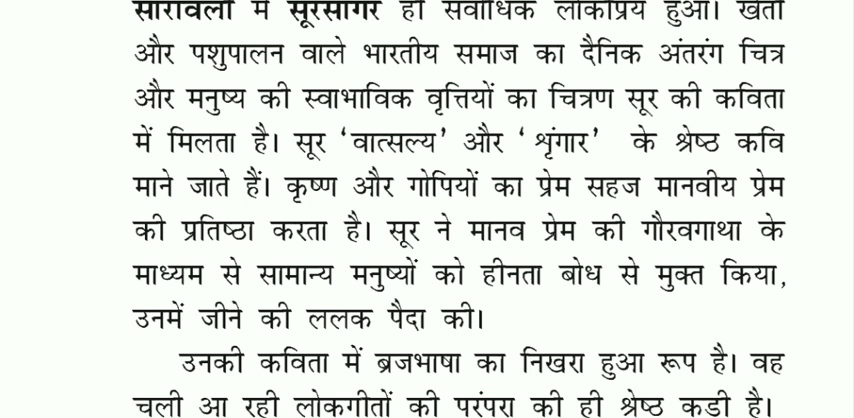 सारावली में सूरसागर ही सर्वाधिक लोकप्रिय हुआ। खेती
और पशुपालन वाले भारतीय समाज का दैनिक अंतरंग चित्र
और मनुष्य की स्वाभाविक वृत्तियों का चित्रण सूर की कविता
में मिलता है। सूर ‘वात्सल्य’ और ‘शृंगार’ के श्रेष्ठ कवि
माने जाते हैं। कृष्ण और गोपियों का प्रेम सहज मानवीय प्रेम
की प्रतिष्ठा करता है। सूर ने मानव प्रेम की गौरवगाथा के
माध्यम से सामान्य मनुष्यों को हीनता बोध से मुक्त किया,
उनमें जीने की ललक पैदा की।
उनकी कविता में ब्रजभाषा का निखरा हुआ रूप है। वह
चली आ रही लोकगीतों की परंपरा की ही श्रेष्ठ कड़ी है।